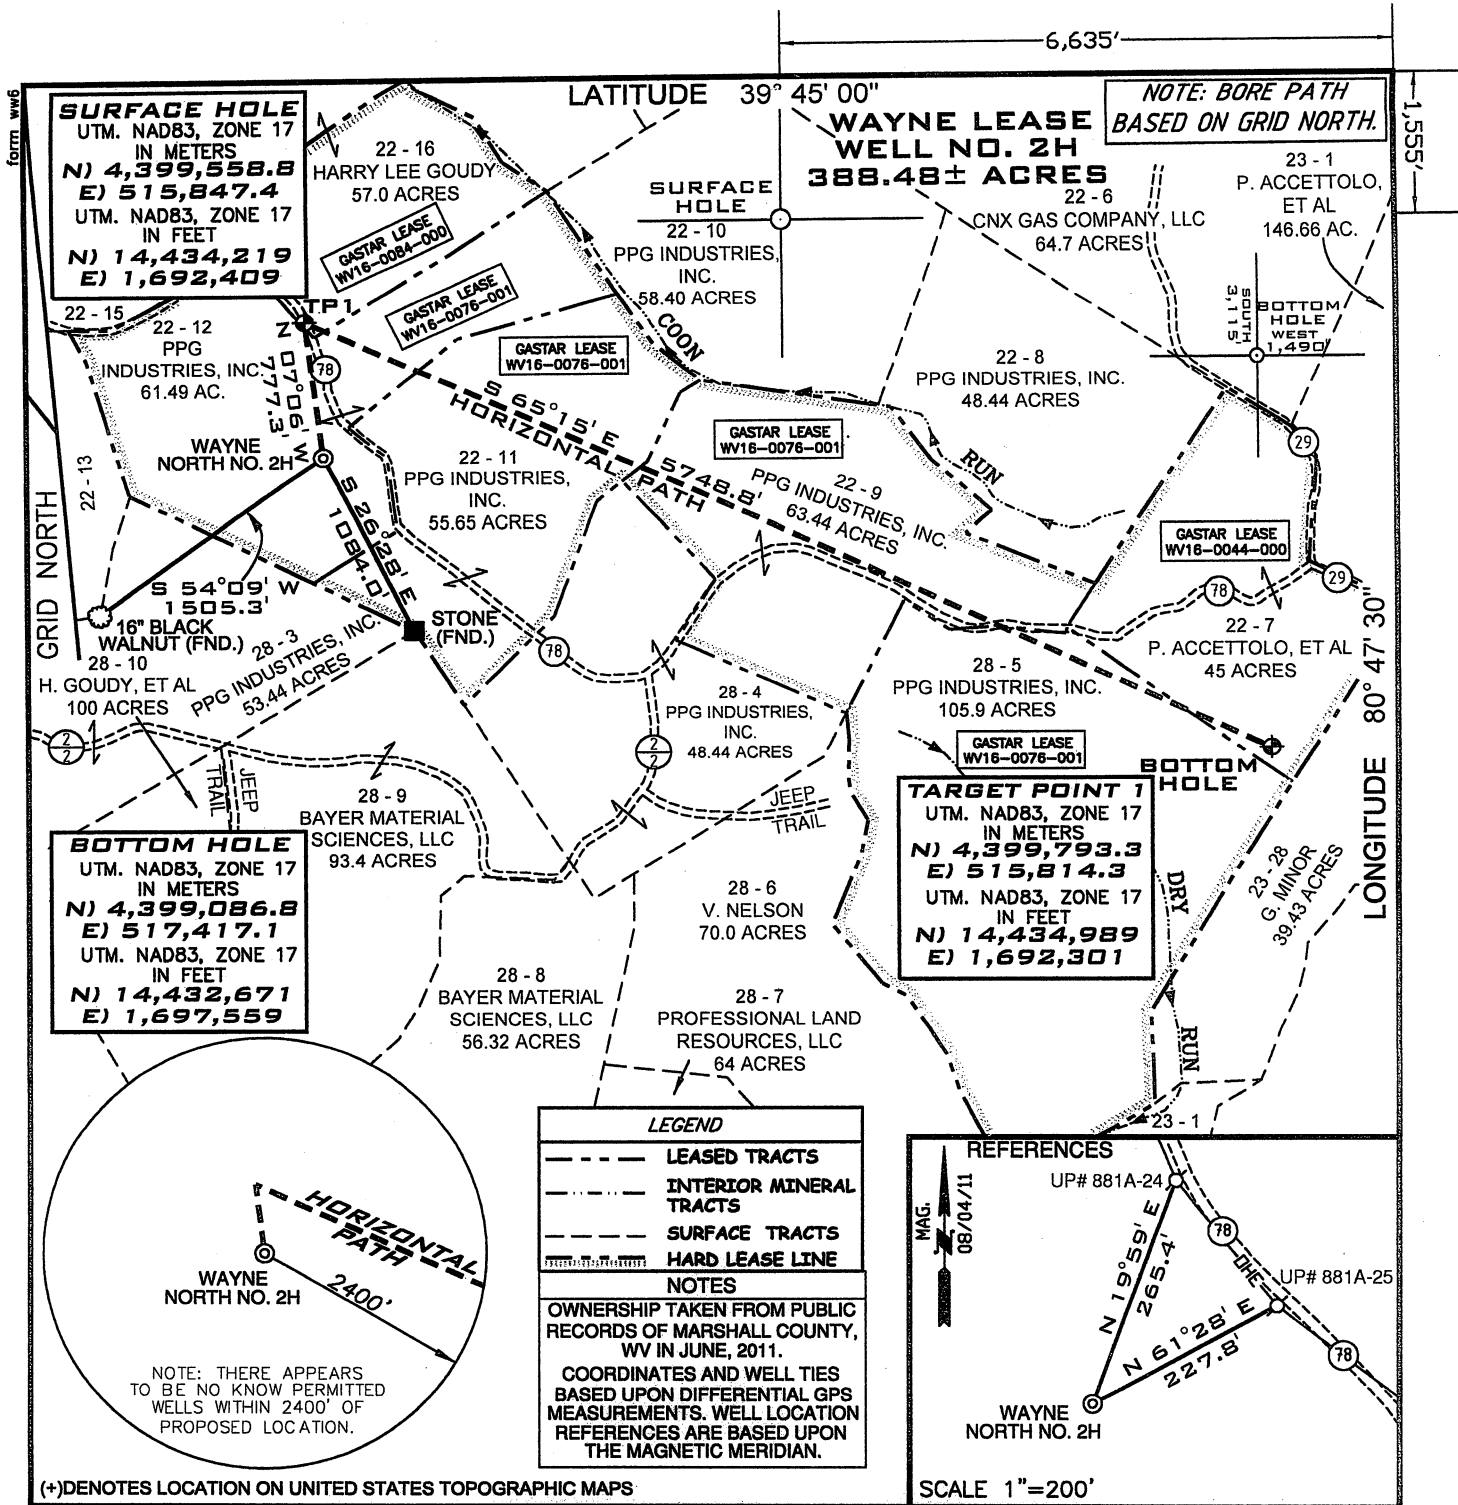 6,635'
form ww6
SURFACE HOLE
UTM. NAD83, ZONE 17
IN METERS
N) 4,399,558.8
E) 515,847.4
UTM. NAD83, ZONE 17
IN FEET
N) 14,434,219
E) 1,692,409
LATITUDE 39° 45' 00"
WAYNE LEASE
WELL NO. 2H
388.48± ACRES
NOTE: BORE PATH
BASED ON GRID NORTH.
1,555'
22 - 16
HARRY LEE GOUDY
57.0 ACRES
GASTAR LEASE
WV16-0084-000
GASTAR LEASE
WV16-0076-001
SURFACE
HOLE
22 - 10
PPG INDUSTRIES,
INC.
58.40 ACRES
22 - 6
CNX GAS COMPANY, LLC
64.7 ACRES
23 - 1
P. ACCETTOLO,
ET AL
146.66 AC.
SOUTH
3,115'
BOTTOM
HOLE
WEST
1,490'
22 - 15
TP1
22 - 12
PPG
INDUSTRIES, INC.
61.49 AC.
N 07°06' W
777.3'
78
GASTAR LEASE
WV16-0076-001
COON
RUN
22 - 8
PPG INDUSTRIES, INC.
48.44 ACRES
S 65°15' E
HORIZONTAL
PATH
5748.8'
GASTAR LEASE
WV16-0076-001
29
WAYNE
NORTH NO. 2H
22 - 13
GRID NORTH
22 - 11
PPG INDUSTRIES,
INC.
55.65 ACRES
22 - 9
PPG INDUSTRIES, INC.
63.44 ACRES
GASTAR LEASE
WV16-0044-000
S 26°28' E
1084.0'
S 54°09' W
1505.3'
16" BLACK
WALNUT (FND.)
STONE
(FND.)
78
78
29
22 - 7
P. ACCETTOLO, ET AL
45 ACRES
LONGITUDE 80° 47' 30"
28 - 10
H. GOUDY, ET AL
100 ACRES
28 - 3
PPG INDUSTRIES, INC.
53.44 ACRES
28 - 4
PPG INDUSTRIES,
INC.
48.44 ACRES
28 - 5
PPG INDUSTRIES, INC.
105.9 ACRES
GASTAR LEASE
WV16-0076-001
BOTTOM
HOLE
2
2
2
2
JEEP
TRAIL
JEEP
TRAIL
28 - 9
BAYER MATERIAL
SCIENCES, LLC
93.4 ACRES
BOTTOM HOLE
UTM. NAD83, ZONE 17
IN METERS
N) 4,399,086.8
E) 517,417.1
UTM. NAD83, ZONE 17
IN FEET
N) 14,432,671
E) 1,697,559
TARGET POINT 1
UTM. NAD83, ZONE 17
IN METERS
N) 4,399,793.3
E) 515,814.3
UTM. NAD83, ZONE 17
IN FEET
N) 14,434,989
E) 1,692,301
DRY
RUN
23 - 28
G. MINOR
39.43 ACRES
28 - 6
V. NELSON
70.0 ACRES
28 - 8
BAYER MATERIAL
SCIENCES, LLC
56.32 ACRES
28 - 7
PROFESSIONAL LAND
RESOURCES, LLC
64 ACRES
23 - 1
HORIZONTAL
PATH
WAYNE
NORTH NO. 2H
2400'
NOTE: THERE APPEARS
TO BE NO KNOW PERMITTED
WELLS WITHIN 2400' OF
PROPOSED LOCATION.
LEGEND
LEASED TRACTS
INTERIOR MINERAL
TRACTS
SURFACE TRACTS
HARD LEASE LINE
NOTES
OWNERSHIP TAKEN FROM PUBLIC
RECORDS OF MARSHALL COUNTY,
WV IN JUNE, 2011.
COORDINATES AND WELL TIES
BASED UPON DIFFERENTIAL GPS
MEASUREMENTS. WELL LOCATION
REFERENCES ARE BASED UPON
THE MAGNETIC MERIDIAN.
REFERENCES
MAG.
N
08/04/11
UP# 881A-24
78
OHE
UP# 881A-25
N 19°59' E
265.4'
N 61°28' E
227.8'
78
WAYNE
NORTH NO. 2H
SCALE 1"=200'
(+)DENOTES LOCATION ON UNITED STATES TOPOGRAPHIC MAPS